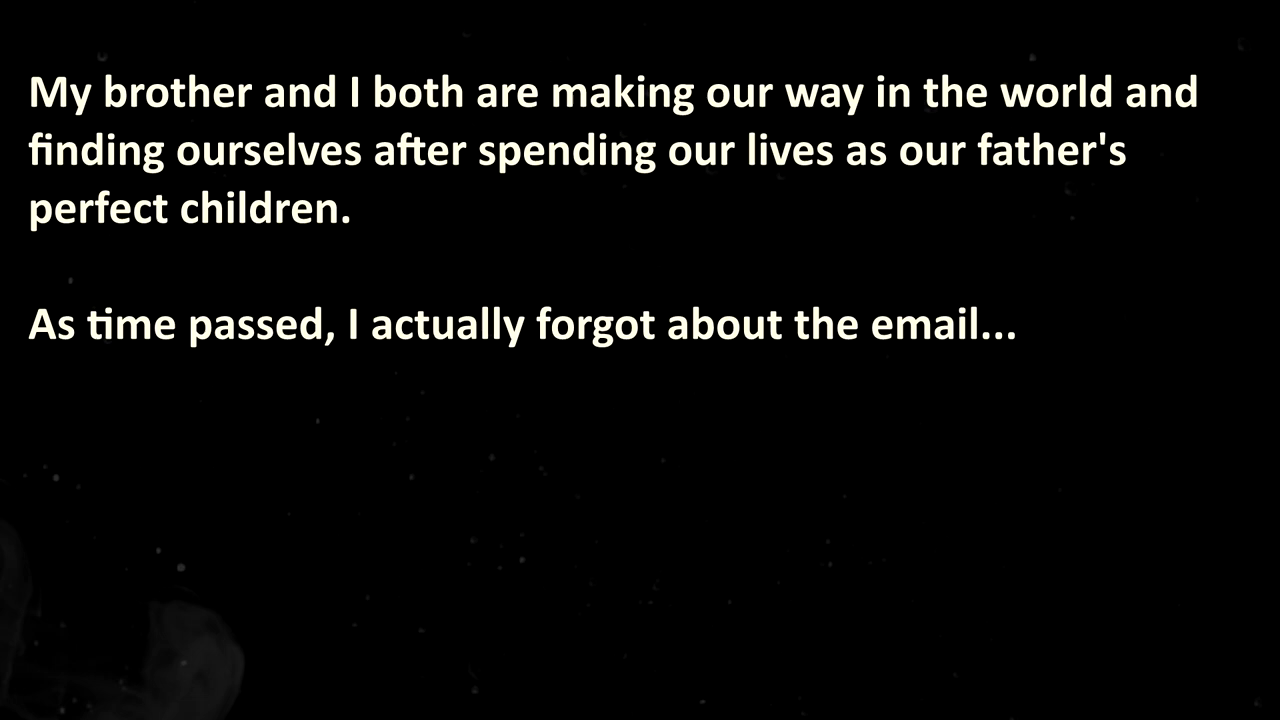 My brother and I both are making our way in the world and
finding ourselves after spending our lives as our father's
perfect children.
As time passed, I actually forgot about the email...